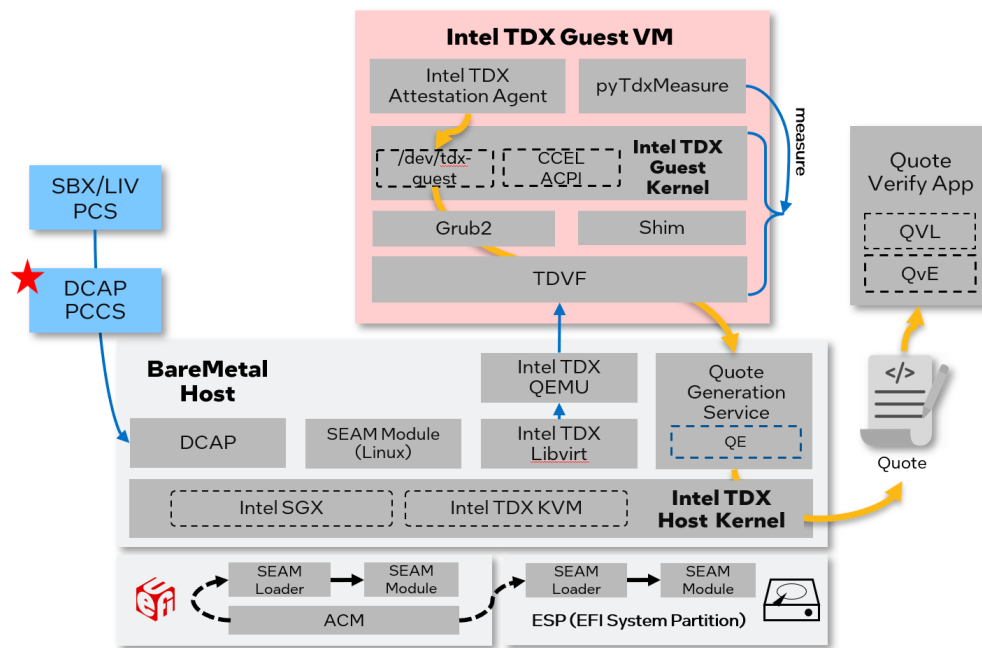 Intel TDX Guest VM
Intel TDX
Attestation Agent
pyTdxMeasure
measure
/dev/tdx-
guest
CCEL
ACPI
Intel TDX
Guest
Kernel
Grub2
Shim
TDVF
SBX/LIV
PCS
DCAP
PCCS
Quote
Verify App
QVL
QvE
BareMetal
Host
Intel TDX
QEMU
Quote
Generation
Service
QE
DCAP
SEAM Module
(Linux)
Intel TDX
Libvirt
</>
Quote
Intel SGX
Intel TDX KVM
Intel TDX
Host Kernel
UEFI
SEAM
Loader
SEAM
Module
ACM
SEAM
Loader
SEAM
Module
ESP (EFI System Partition)